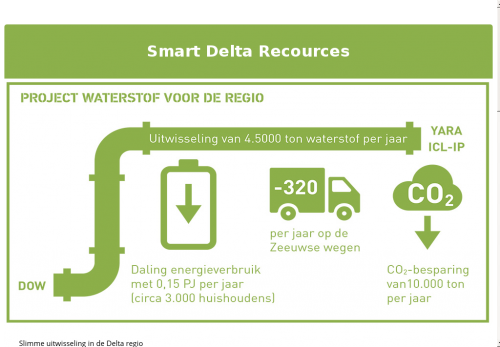 Smart Delta Recources
PROJECT WATERSTOF VOOR DE REGIO
Uitwisseling van 4.5000 ton waterstof per jaar
YARA
ICL-IP
-320
CO₂
per jaar op de
Zeeuwse wegen
DOW
Daling energieverbruik
met 0,15 PJ per jaar
(circa 3.000 huishoudens)
CO₂-besparing
van10.000 ton
per jaar
Slimme uitwisseling in de Delta regio